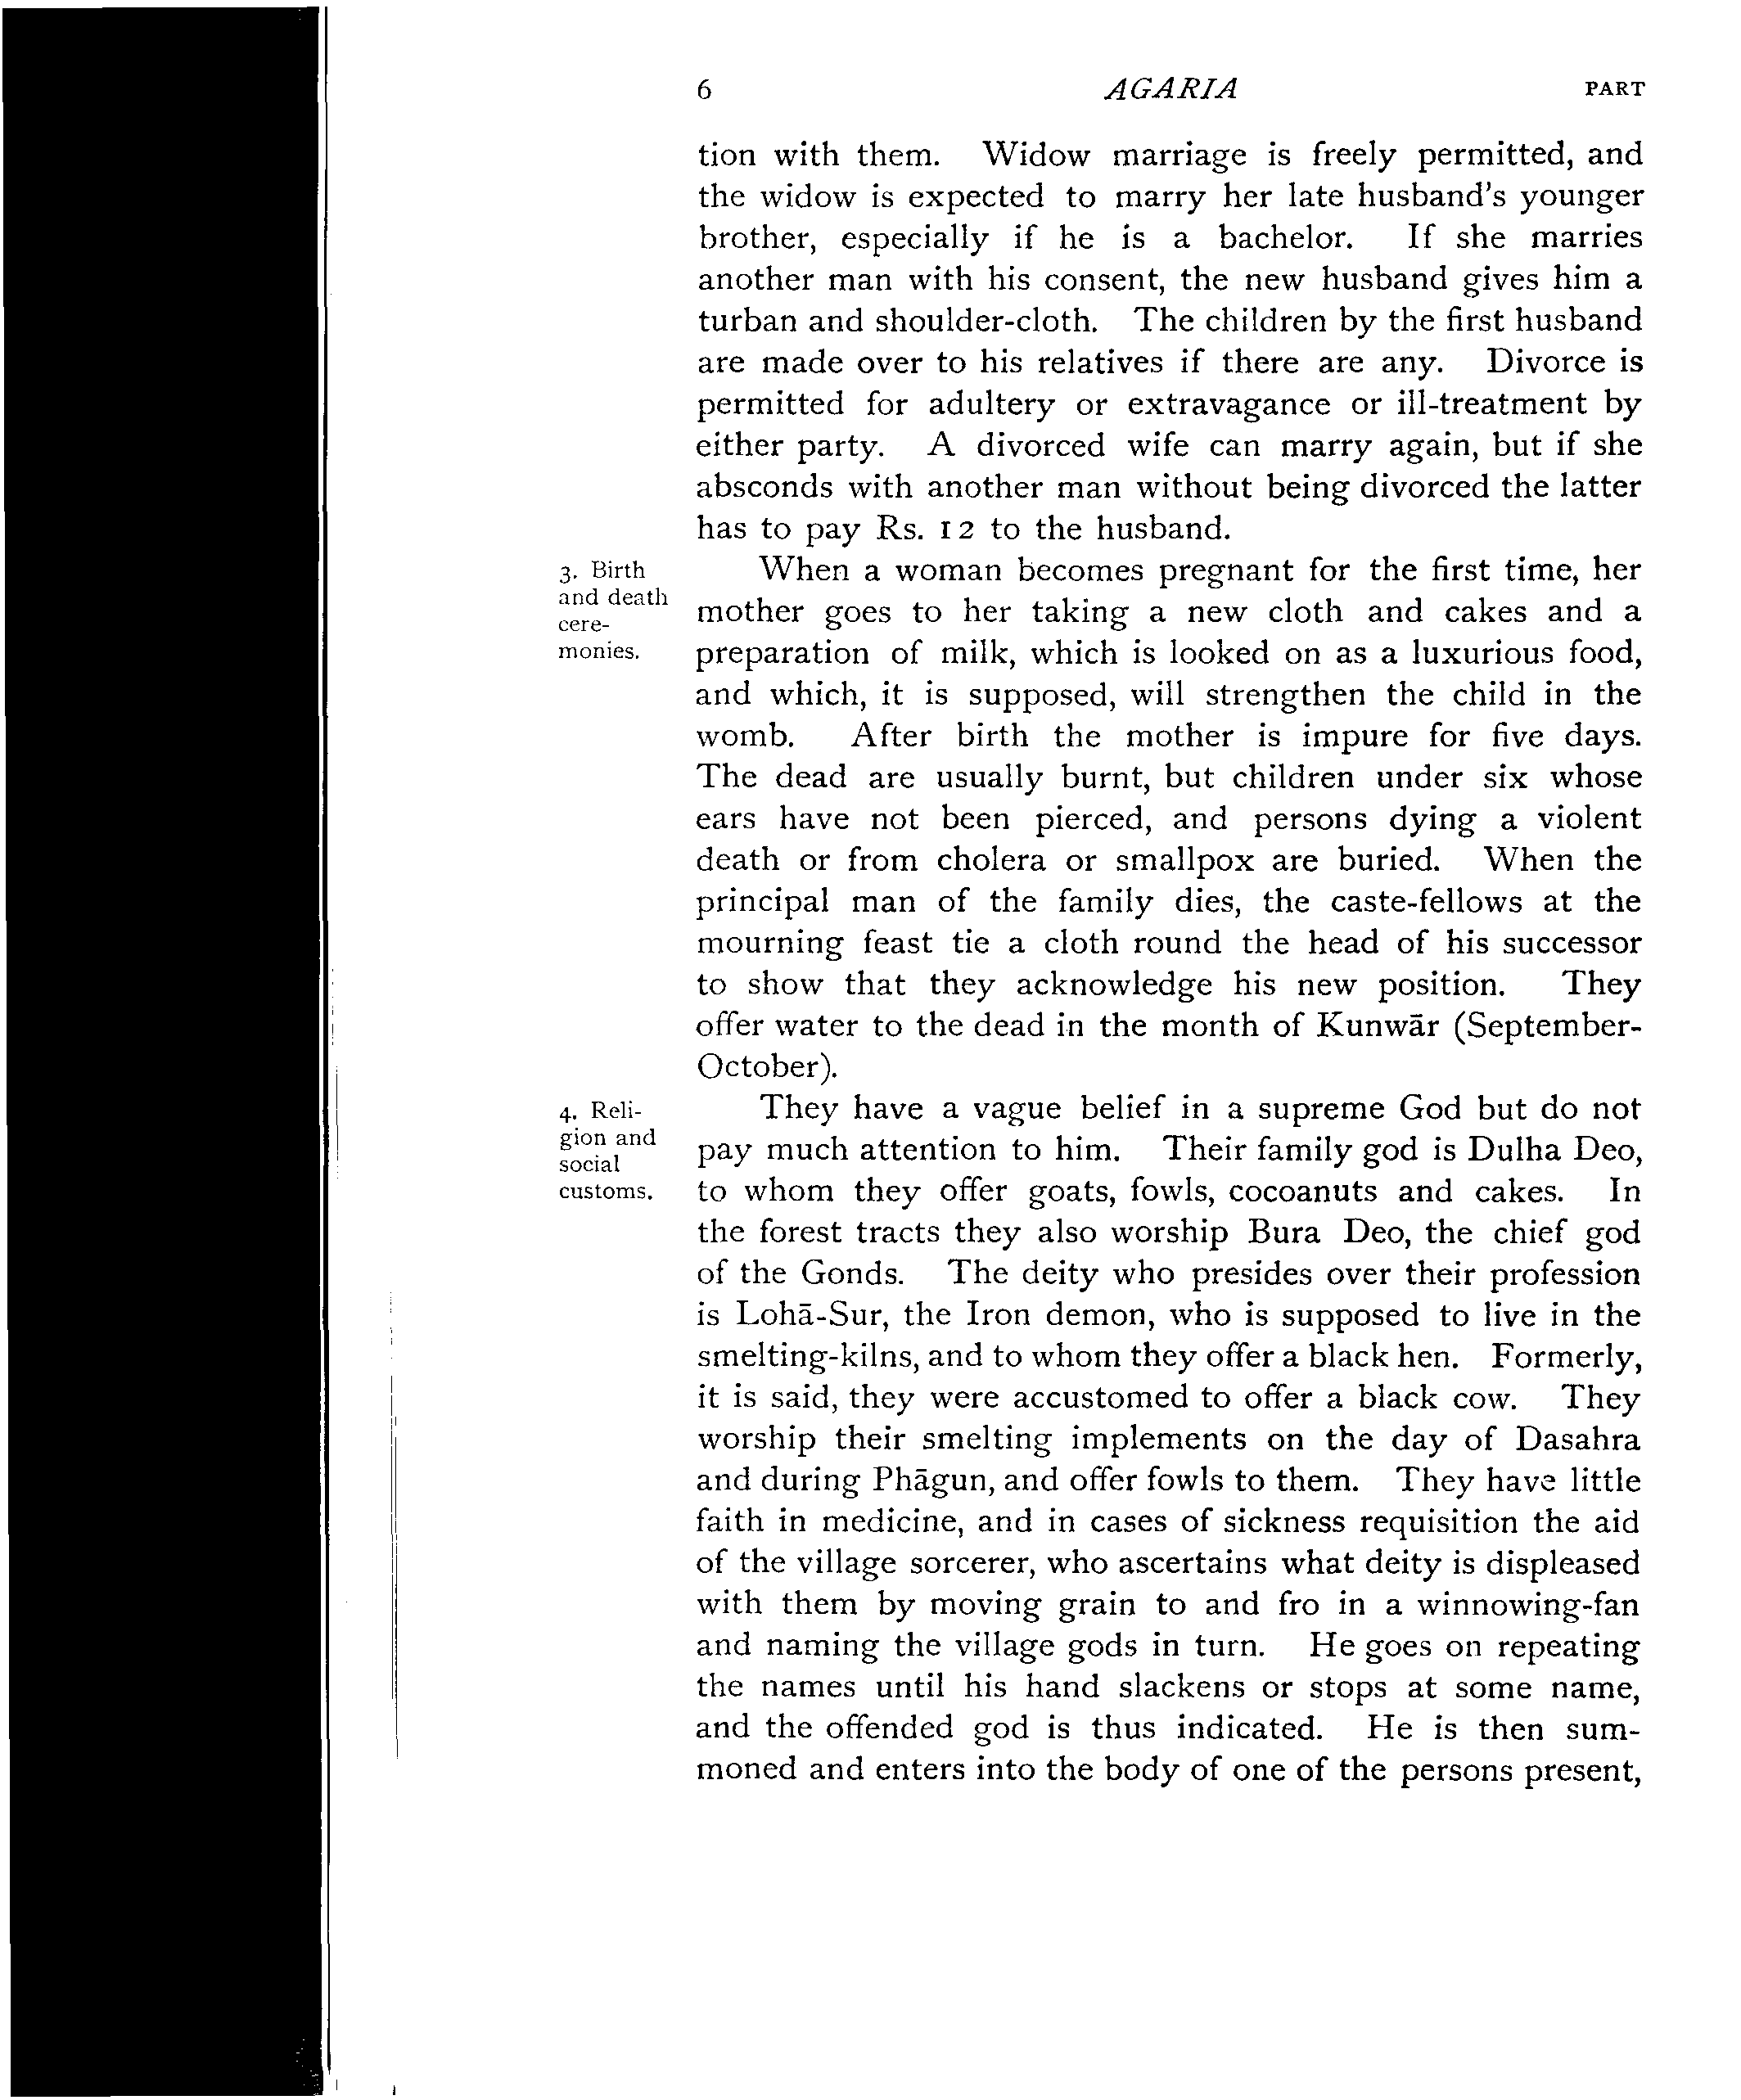 6 AGARIA PART
tion with them. Widow marriage is freely permitted, and
the widow is expected to marry her late husband's younger
brother, especially if he is a bachelor. If she marries
another man with his consent, the new husband gives him a
turban and shoulder-cloth. The children by the first husband
are made over to his relatives if there are any. Divorce is
permitted for adultery or extravagance or ill-treatment by
either party. A divorced wife can marry again, but if she
absconds with another man without being divorced the latter
has to pay Rs. 12 to the husband.
3. Birth
and death
cere-
monies.
When a woman becomes pregnant for the first time, her
mother goes to her taking a new cloth and cakes and a
preparation of milk, which is looked on as a luxurious food,
and which, it is supposed, will strengthen the child in the
womb. After birth the mother is impure for five days.
The dead are usually burnt, but children under six whose
ears have not been pierced, and persons dying a violent
death or from cholera or smallpox are buried. When the
principal man of the family dies, the caste-fellows at the
mourning feast tie a cloth round the head of his successor
to show that they acknowledge his new position. They
offer water to the dead in the month of Kunwār (September-
October).
4. Reli-
gion and
social
customs.
They have a vague belief in a supreme God but do not
pay much attention to him. Their family god is Dulha Deo,
to whom they offer goats, fowls, cocoanuts and cakes. In
the forest tracts they also worship Bura Deo, the chief god
of the Gonds. The deity who presides over their profession
is Lohā-Sur, the Iron demon, who is supposed to live in the
smelting-kilns, and to whom they offer a black hen. Formerly,
it is said, they were accustomed to offer a black cow. They
worship their smelting implements on the day of Dasahra
and during Phāgun, and offer fowls to them. They have little
faith in medicine, and in cases of sickness requisition the aid
of the village sorcerer, who ascertains what deity is displeased
with them by moving grain to and fro in a winnowing-fan
and naming the village gods in turn. He goes on repeating
the names until his hand slackens or stops at some name,
and the offended god is thus indicated. He is then sum-
moned and enters into the body of one of the persons present,